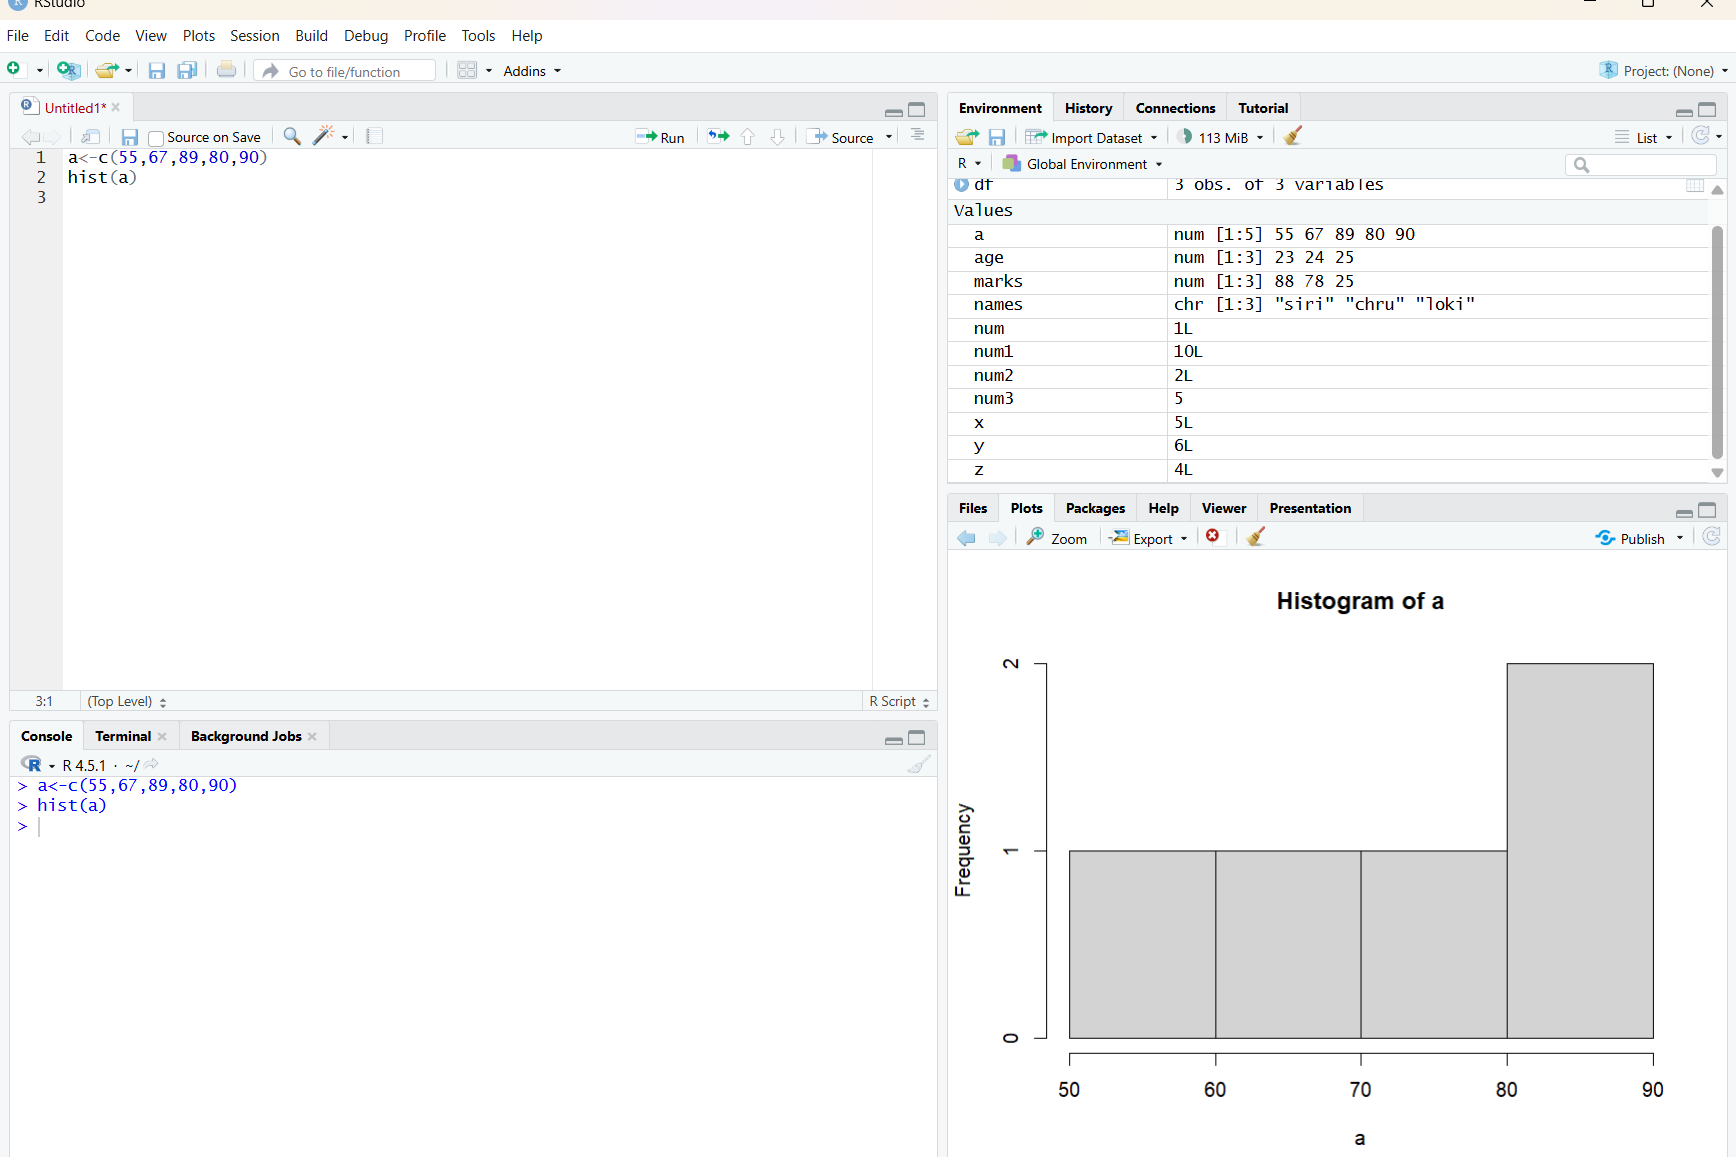 RStudio
File Edit Code View Plots Session Build Debug Profile Tools Help
Go to file/function Addins Project: (None)
Untitled1*
Source on Save Run Source
1 a<-c(55,67,89,80,90)
2 hist(a)
3
3:1 (Top Level) R Script
Console Terminal Background Jobs
R 4.5.1 · ~/
> a<-c(55,67,89,80,90)
> hist(a)
>
Environment History Connections Tutorial
Import Dataset 113 MiB List
R Global Environment
df 3 obs. of 3 variables
Values
a num [1:5] 55 67 89 80 90
age num [1:3] 23 24 25
marks num [1:3] 88 78 25
names chr [1:3] "siri" "chru" "loki"
num 1L
num1 10L
num2 2L
num3 5
x 5L
y 6L
z 4L
Files Plots Packages Help Viewer Presentation
Zoom Export Publish
Histogram of a
Frequency
2
1
0
50 60 70 80 90
a